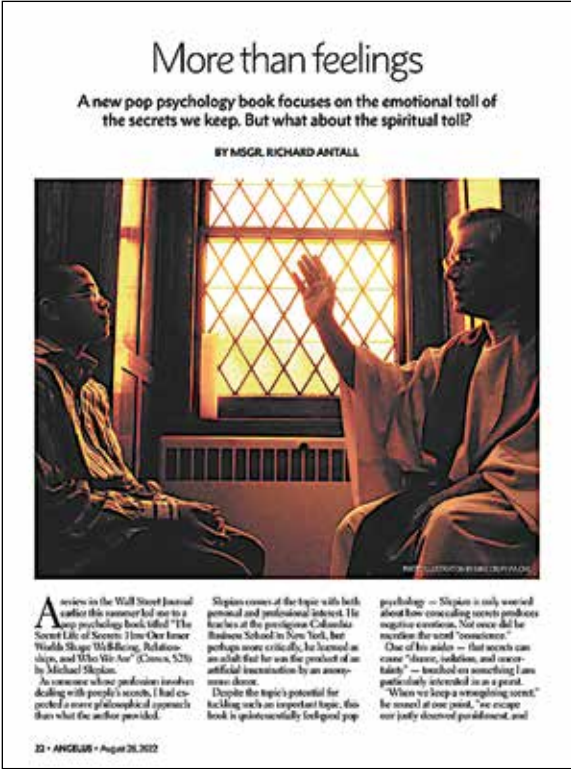 More than feelings
A new pop psychology book focuses on the emotional toll of
the secrets we keep. But what about the spiritual toll?
BY MSGR. RICHARD ANTALL
A review in the Wall Street Journal
earlier this summer led me to a
pop psychology book titled “The
Secret Life of Secrets: How Our Inner
Worlds Shape Well-Being, Relation-
ships, and Who We Are” (Crown, $28)
by Michael Slepian.
As someone whose profession involves
dealing with people’s secrets, I had ex-
pected a more philosophical approach
than what the author provided.
Slepian comes at the topic with both
personal and professional interest. He
teaches at the prestigious Columbia
Business School in New York, but
perhaps more critically, he learned as
an adult that he was the product of an
artificial insemination by an anony-
mous donor.
Despite the topic’s potential for
tackling such an important topic, this
book is quintessentially feelgood pop
psychology — Slepian is only worried
about how concealing secrets produces
negative emotions. Not once did he
mention the word “conscience.”
One of his asides — that secrets can
cause “shame, isolation, and uncer-
tainty” — touched on something I am
particularly interested in as a priest.
“When we keep a wrongdoing secret,”
he mused at one point, “we escape
our justly deserved punishment, and
22 • ANGELUS • August 26, 2022